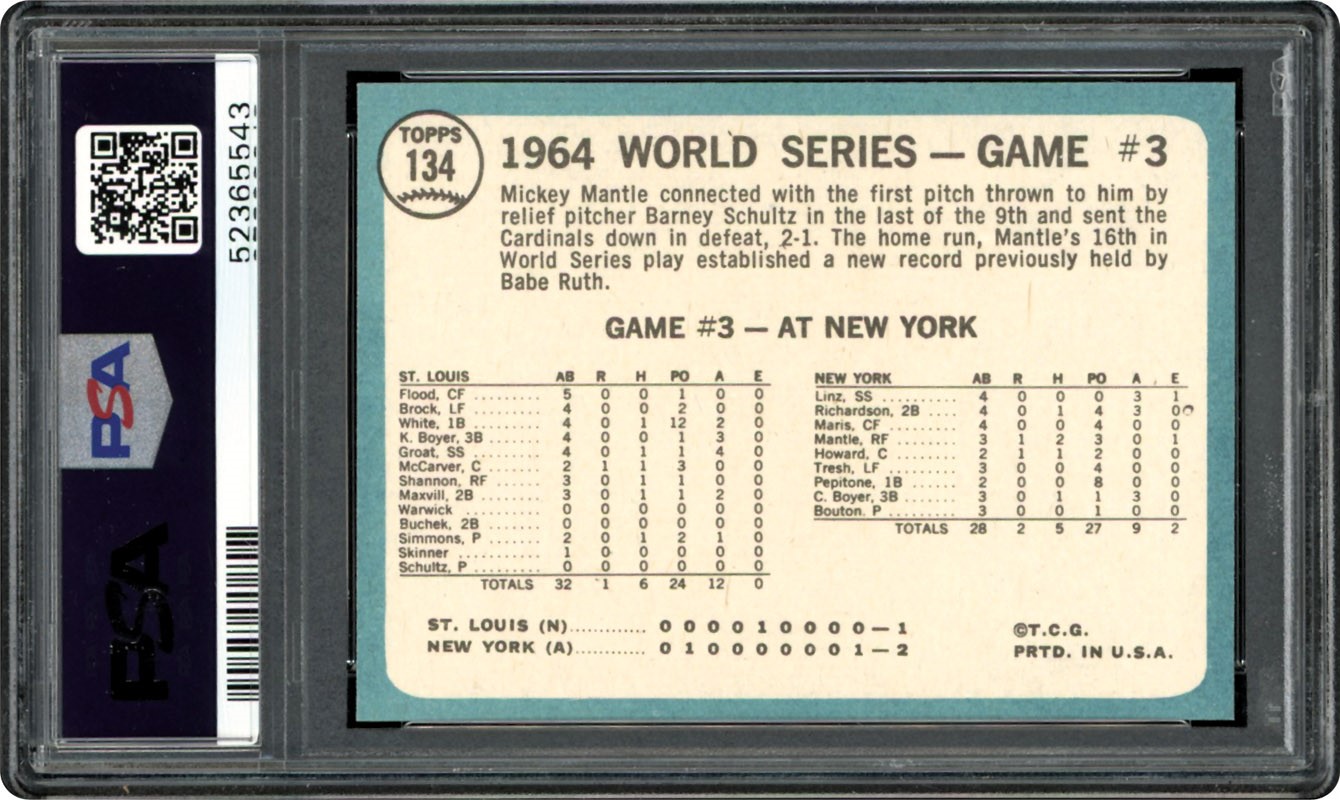 52365543
PSA
PSA
TOPPS
134
1964 WORLD SERIES — GAME #3
Mickey Mantle connected with the first pitch thrown to him by
relief pitcher Barney Schultz in the last of the 9th and sent the
Cardinals down in defeat, 2-1. The home run, Mantle's 16th in
World Series play established a new record previously held by
Babe Ruth.
GAME #3 — AT NEW YORK
ST. LOUIS AB R H PO A E
Flood, CF ......... 5 0 0 1 0 0
Brock, LF ......... 4 0 0 2 0 0
White, 1B ......... 4 0 1 12 2 0
K. Boyer, 3B ....... 4 0 0 1 3 0
Groat, SS ......... 4 0 1 1 4 0
McCarver, C ....... 2 1 1 3 0 0
Shannon, RF ....... 3 0 1 1 0 0
Maxvill, 2B ....... 3 0 1 1 2 0
Warwick .......... 0 0 0 0 0 0
Buchek, 2B ....... 0 0 0 0 0 0
Simmons, P ....... 2 0 1 2 1 0
Skinner .......... 1 0 0 0 0 0
Schultz, P ......... 0 0 0 0 0 0
TOTALS 32 1 6 24 12 0
NEW YORK AB R H PO A E
Linz, SS .......... 4 0 0 0 3 1
Richardson, 2B .... 4 0 1 4 3 0
Maris, CF ......... 4 0 0 4 0 0
Mantle, RF ........ 3 1 2 3 0 1
Howard, C ........ 2 1 1 2 0 0
Tresh, LF ......... 3 0 0 4 0 0
Pepitone, 1B ...... 2 0 0 8 0 0
C. Boyer, 3B ....... 3 0 1 1 3 0
Bouton. P ......... 3 0 0 1 0 0
TOTALS 28 2 5 27 9 2
ST. LOUIS (N)............ 0 0 0 0 1 0 0 0 0 — 1
NEW YORK (A)........... 0 1 0 0 0 0 0 0 1 — 2
©T.C.G.
PRTD. IN U.S.A.